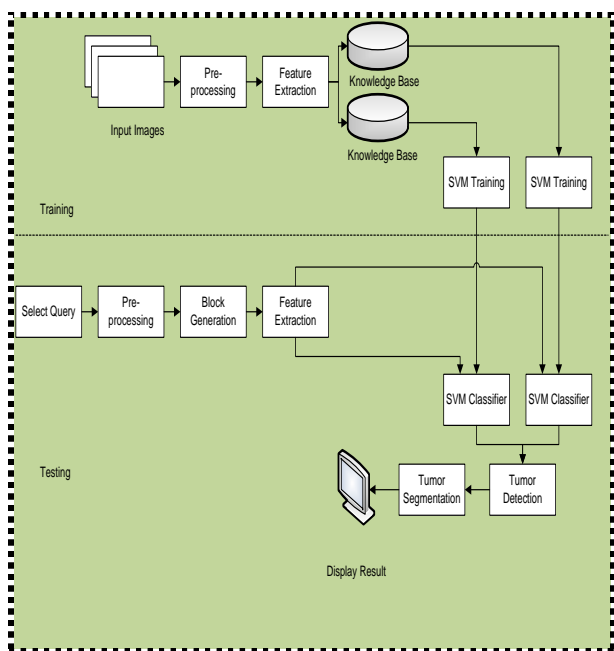 Pre-
processing
Feature
Extraction
Knowledge Base
Input Images
Knowledge Base
SVM Training
SVM Training
Training
Select Query
Pre-
processing
Block
Generation
Feature
Extraction
SVM Classifier
SVM Classifier
Testing
Tumor
Segmentation
Tumor
Detection
Display Result